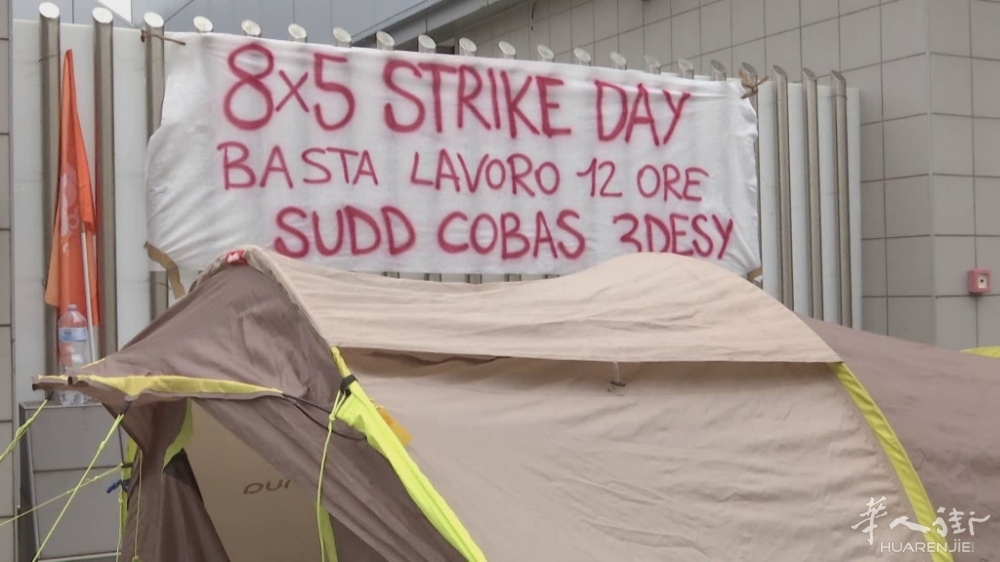 8x5 STRIKE DAY
BASTA LAVORO 12 ORE
SUDD COBAS 3DESY
华人街
HUARENJIE